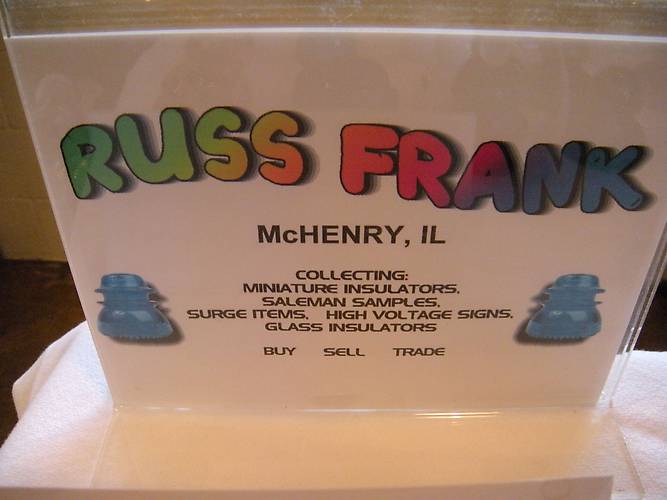 RUSS FRANK
McHENRY, IL
COLLECTING:
MINIATURE INSULATORS,
SALEMAN SAMPLES,
SURGE ITEMS, HIGH VOLTAGE SIGNS,
GLASS INSULATORS
BUY SELL TRADE